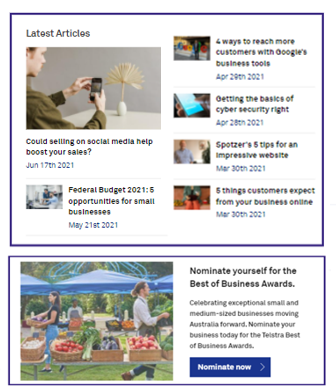 Latest Articles
Could selling on social media help
boost your sales?
Jun 17th 2021
Federal Budget 2021: 5
opportunities for small
businesses
May 21st 2021
4 ways to reach more
customers with Google's
business tools
Apr 29th 2021
Getting the basics of
cyber security right
Apr 28th 2021
Spotzer's 5 tips for an
impressive website
Mar 30th 2021
5 things customers expect
from your business online
Mar 30th 2021
Nominate yourself for the
Best of Business Awards.
Celebrating exceptional small and
medium-sized businesses moving
Australia forward. Nominate your
business today for the Telstra Best
of Business Awards.
Nominate now